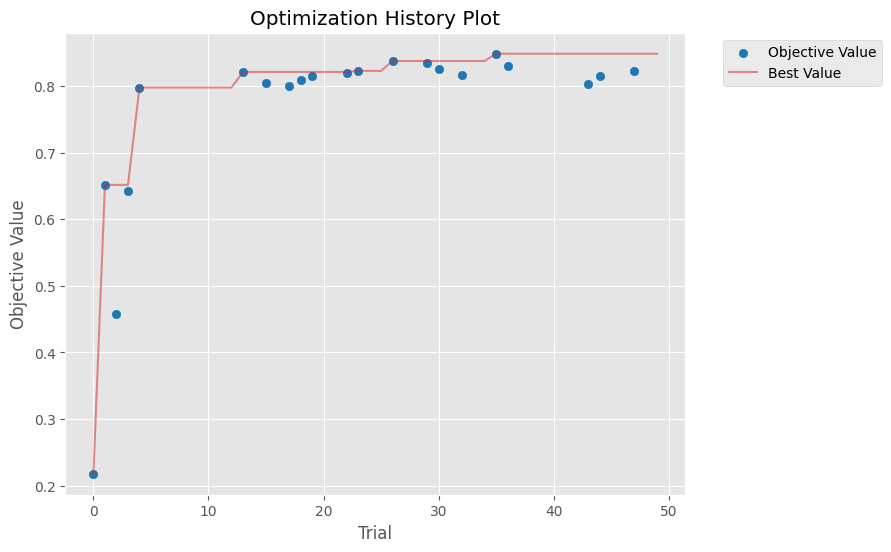 Optimization History Plot
Objective Value
Best Value
Objective Value
0.8
0.7
0.6
0.5
0.4
0.3
0.2
0 10 20 30 40 50
Trial